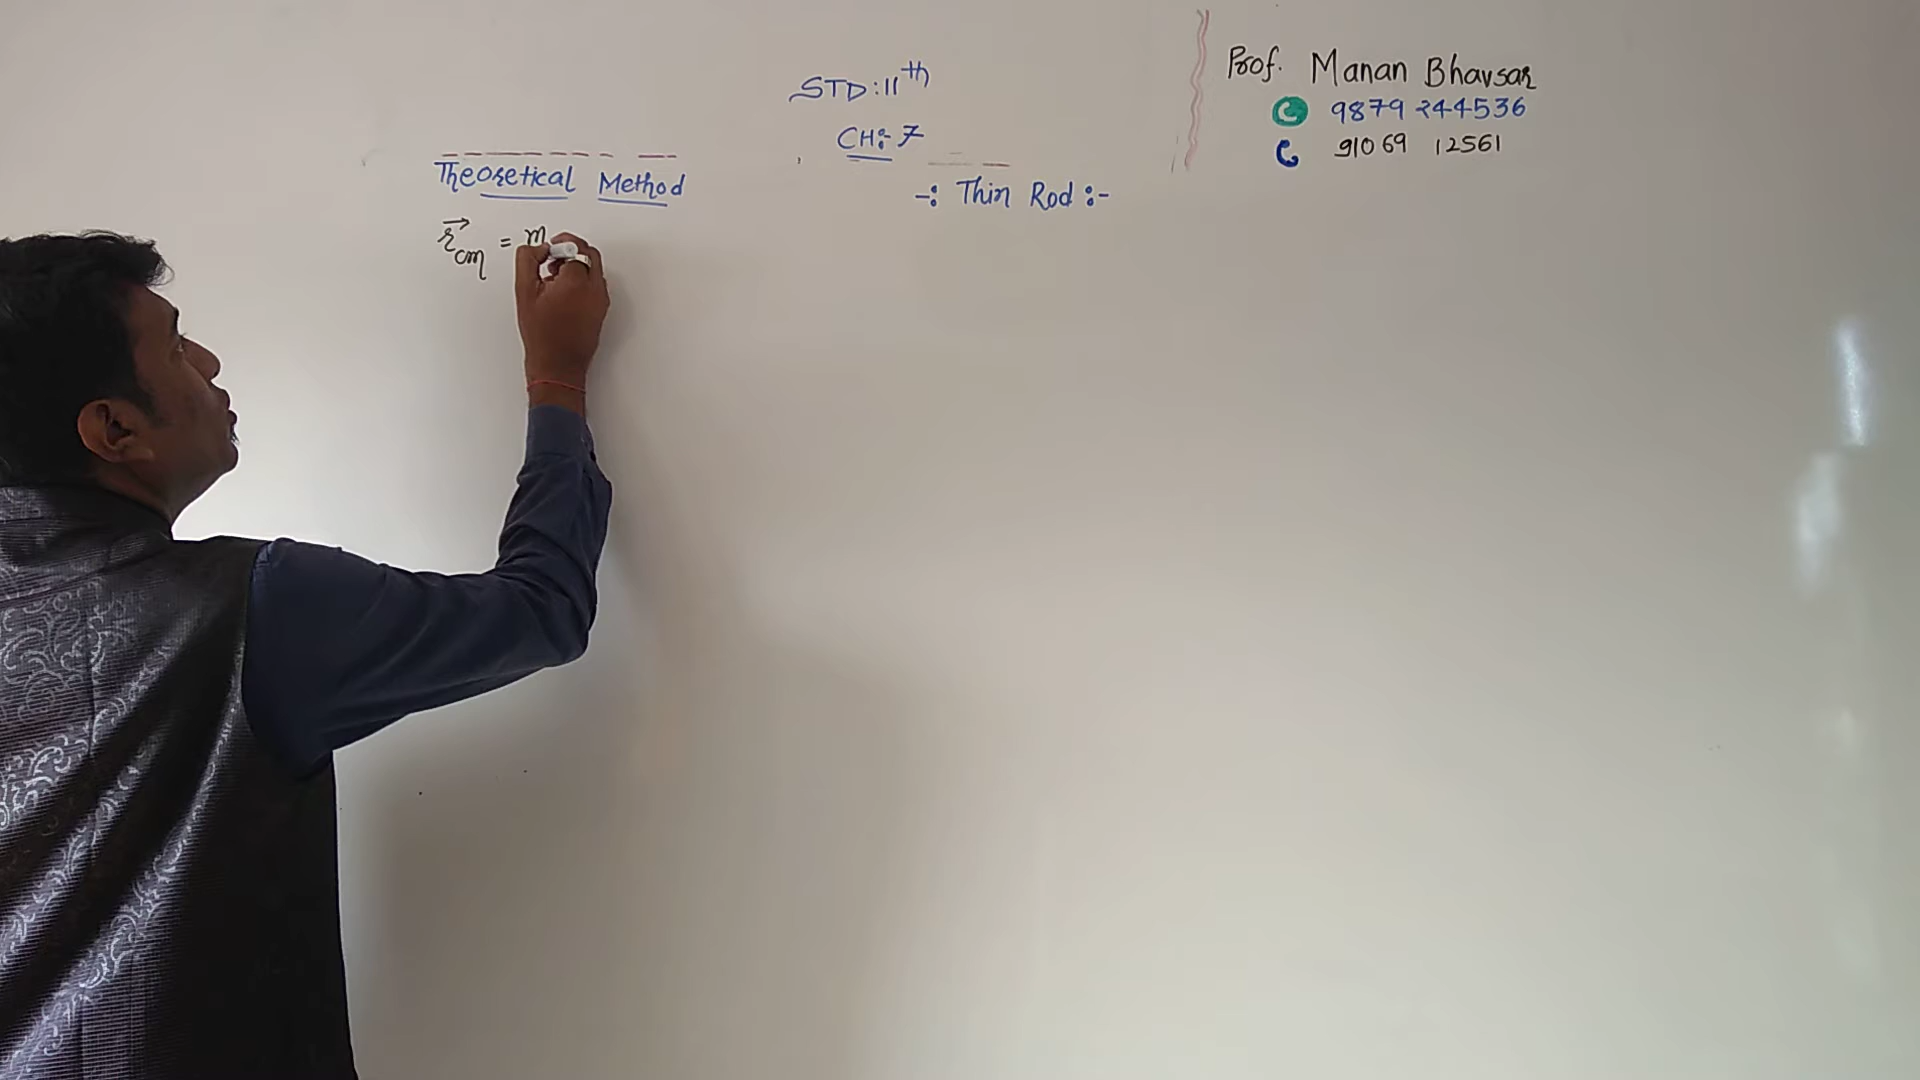 STD:11th
CH:- 7
Theoretical Method
-: Thin Rod :-
r⃗cm = m
Prof. Manan Bhavsar
9879 244536
91069 12561